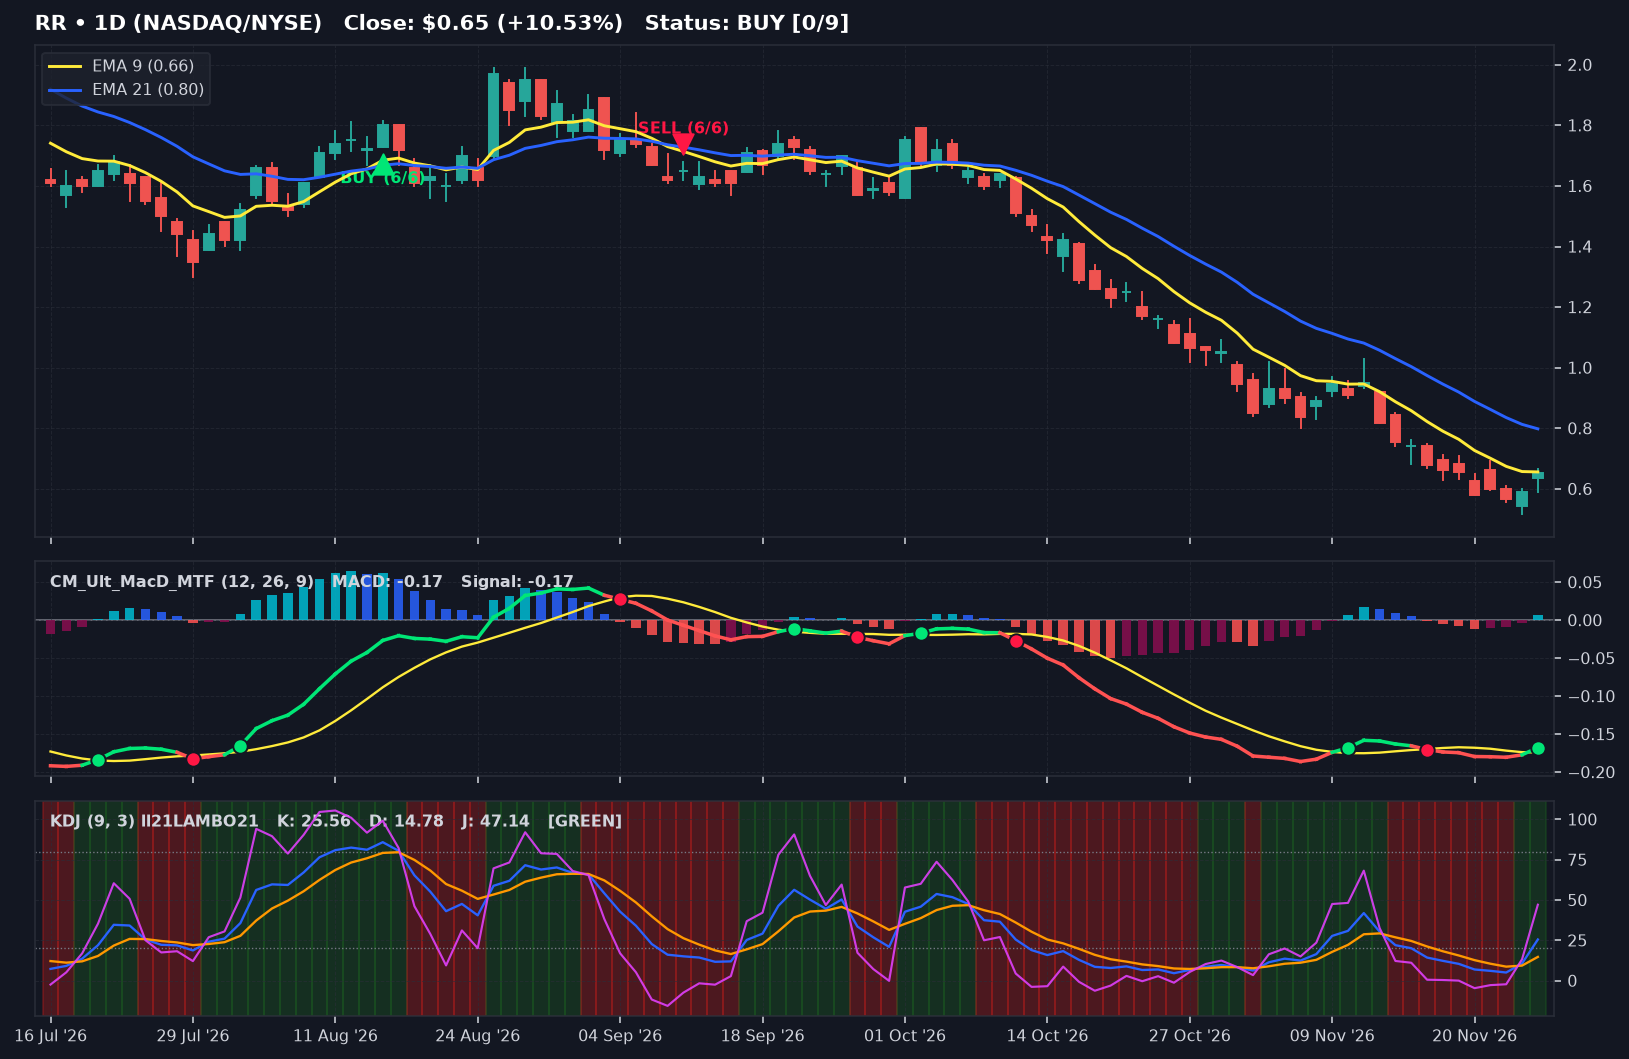 RR • 1D (NASDAQ/NYSE)   Close: $0.65 (+10.53%)   Status: BUY [0/9]
EMA 9 (0.66)
EMA 21 (0.80)
2.0
1.8
1.6
1.4
1.2
1.0
0.8
0.6
BUY (6/6)
SELL (6/6)
CM_Ult_MacD_MTF (12, 26, 9)   MACD: -0.17   Signal: -0.17
0.05
0.00
−0.05
−0.10
−0.15
−0.20
KDJ (9, 3) II21LAMBO21   K: 25.56   D: 14.78   J: 47.14   [GREEN]
100
75
50
25
0
16 Jul '26
29 Jul '26
11 Aug '26
24 Aug '26
04 Sep '26
18 Sep '26
01 Oct '26
14 Oct '26
27 Oct '26
09 Nov '26
20 Nov '26